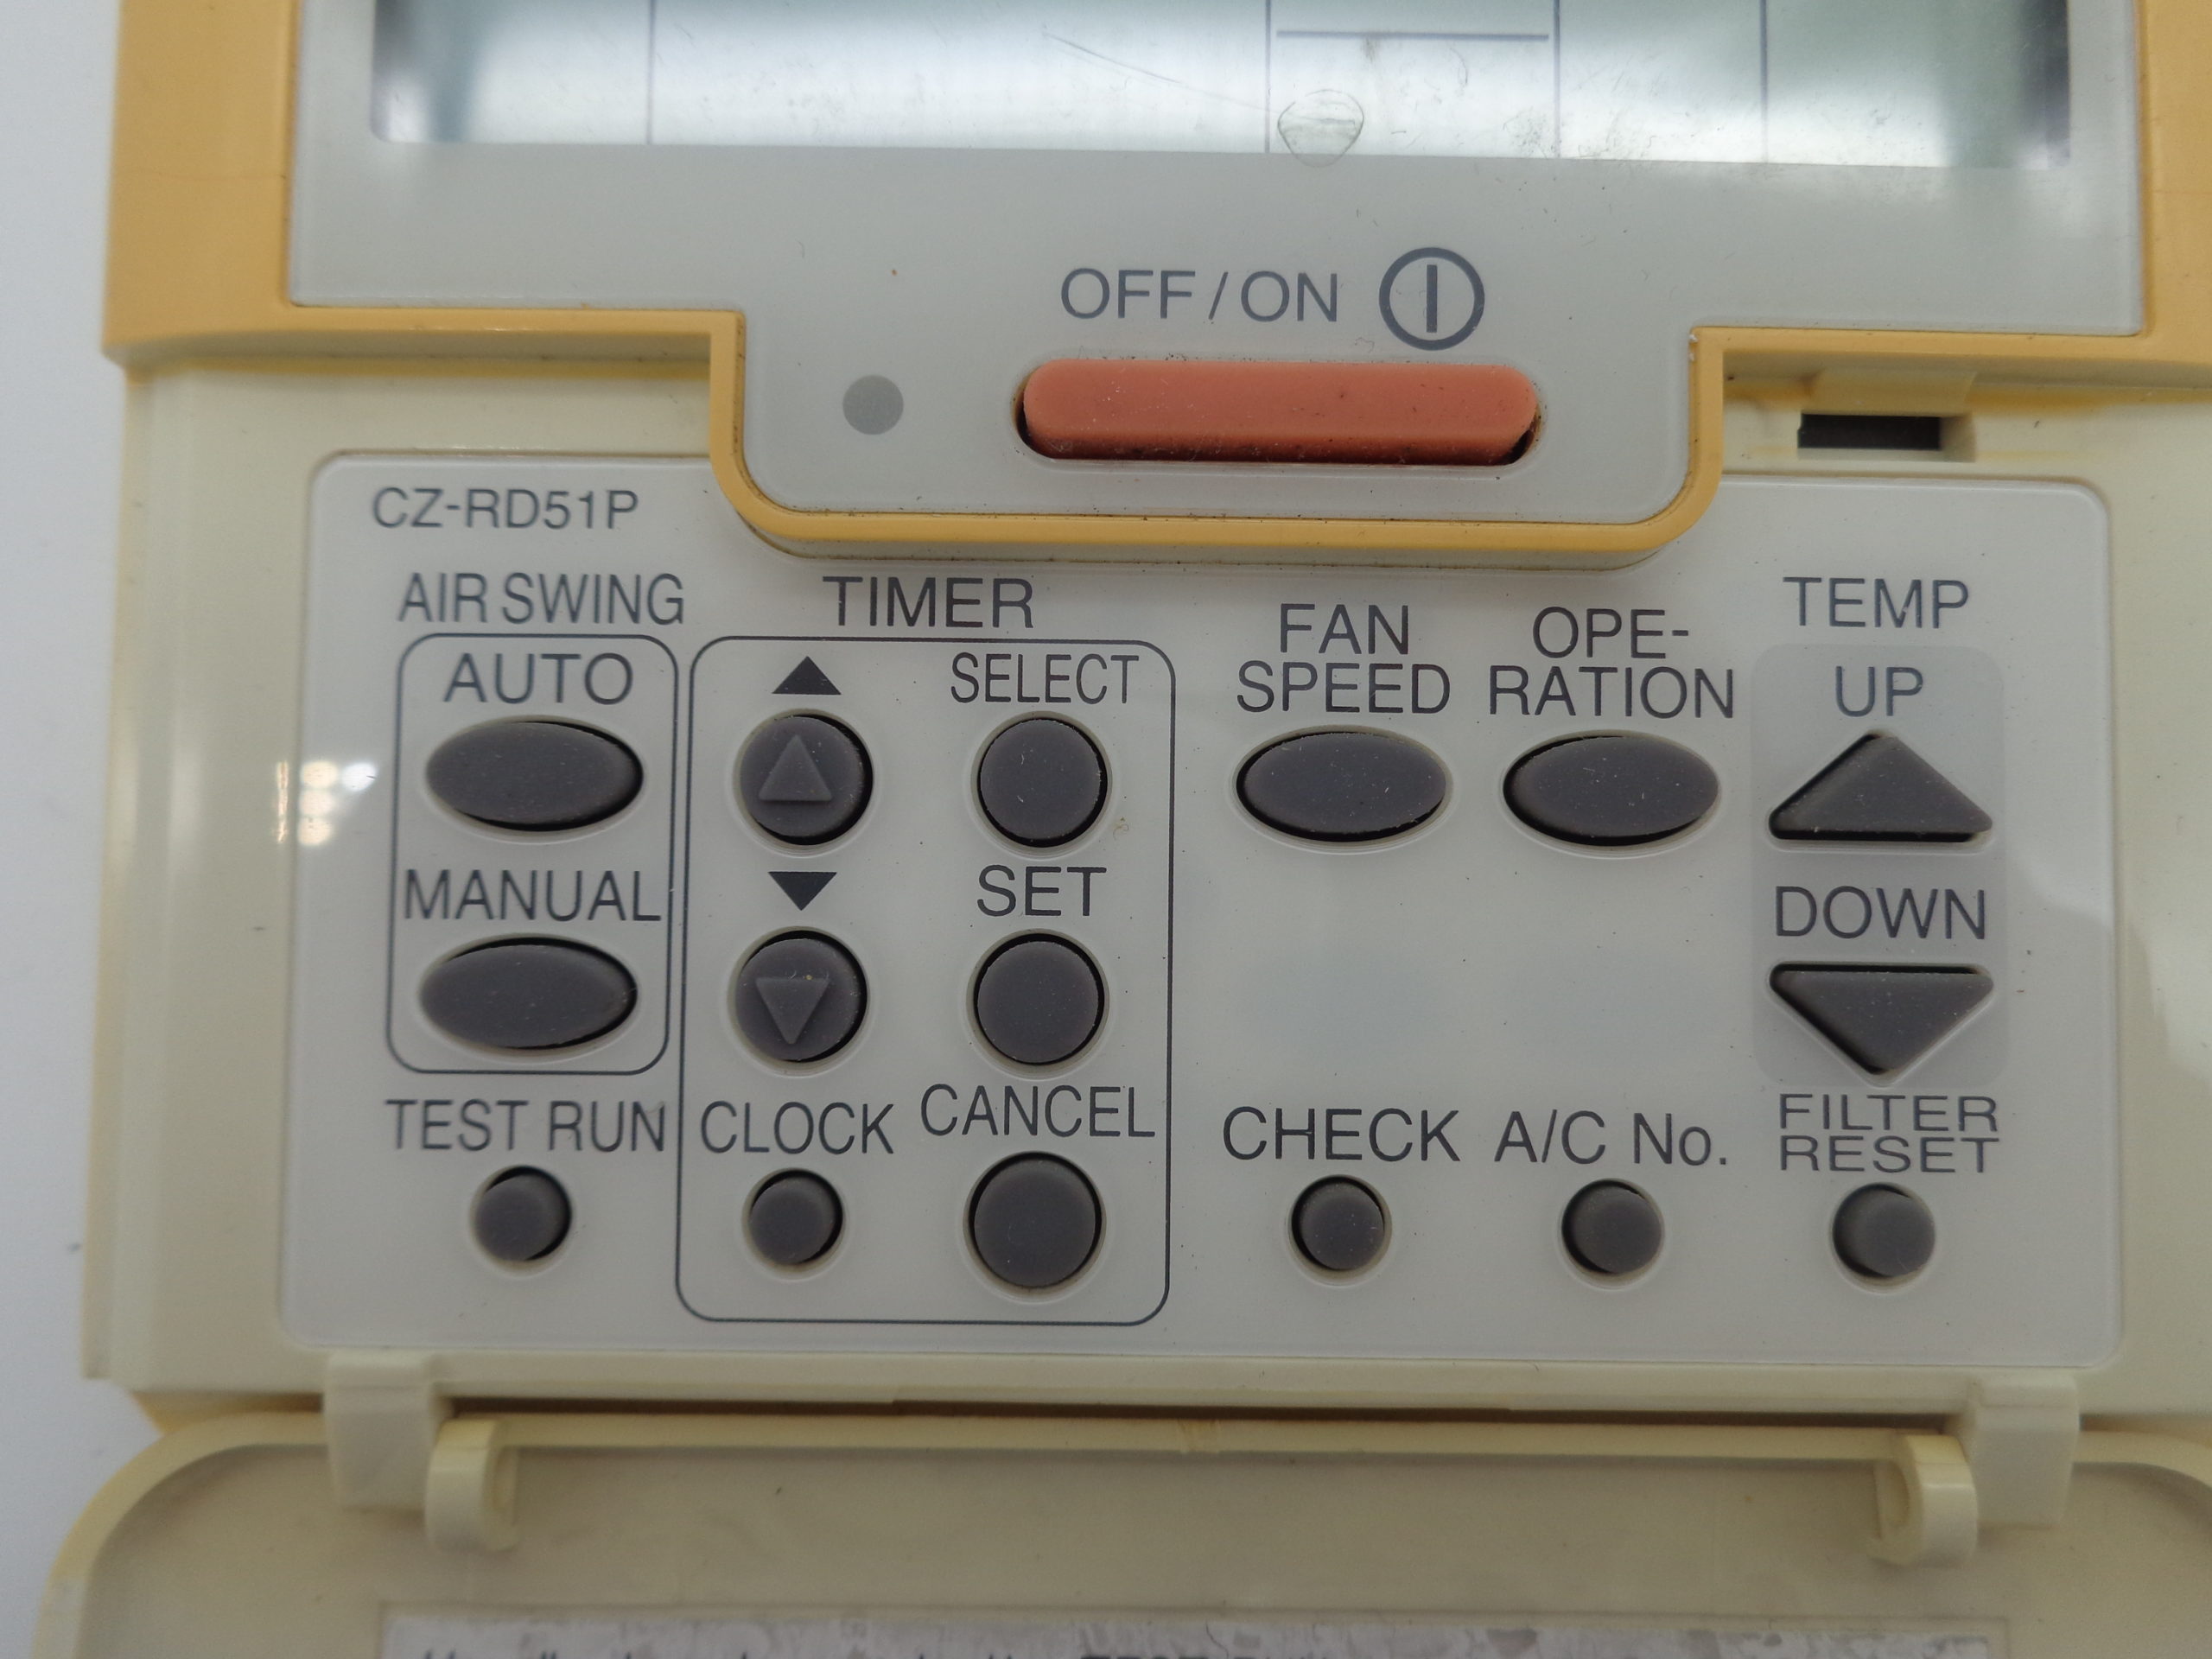 OFF/ON
CZ-RD51P
AIR SWING
TIMER
FAN
SPEED
OPE-
RATION
TEMP
AUTO
SELECT
UP
MANUAL
SET
DOWN
TEST RUN
CLOCK
CANCEL
CHECK
A/C No.
FILTER
RESET